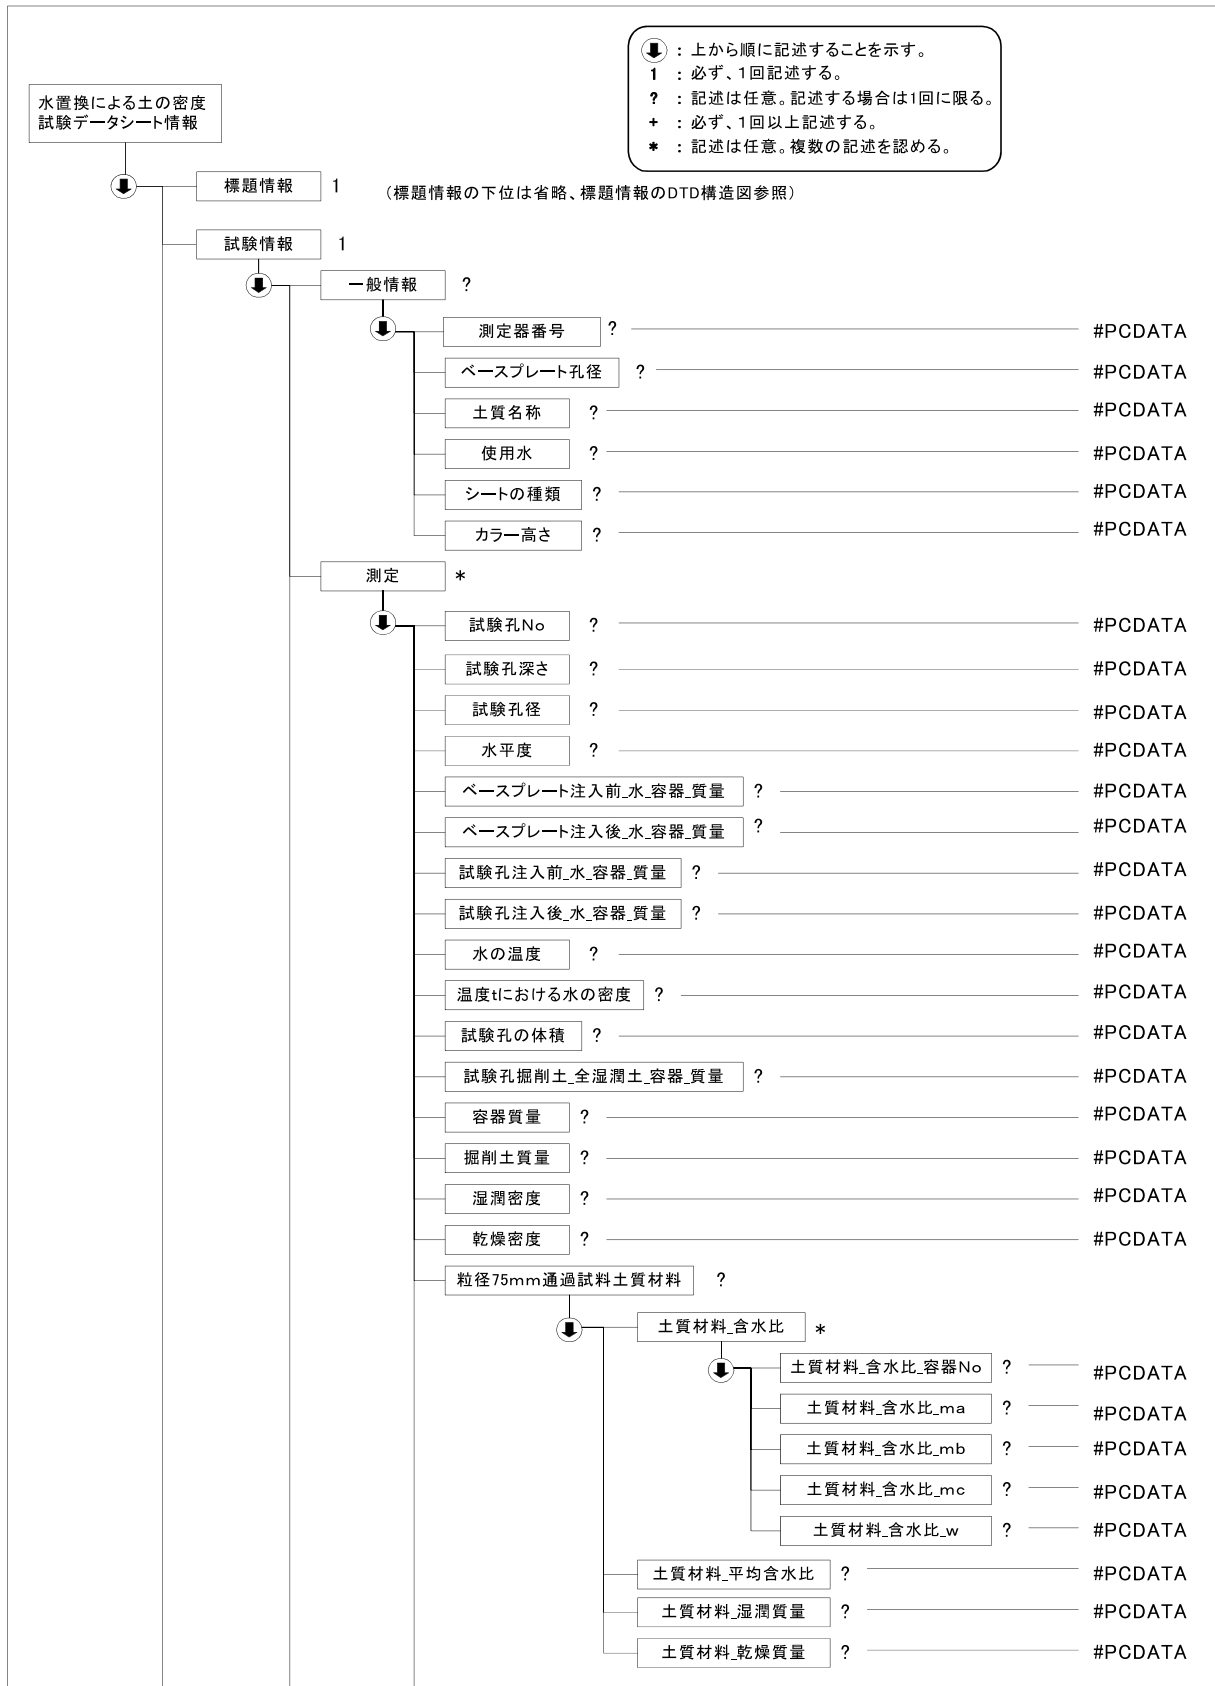 ：上から順に記述することを示す。
1 ：必ず、1回記述する。
? ：記述は任意。記述する場合は1回に限る。
+ ：必ず、1回以上記述する。
* ：記述は任意。複数の記述を認める。
水置換による土の密度
試験データシート情報
標題情報 1 （標題情報の下位は省略、標題情報のDTD構造図参照）
試験情報 1
一般情報 ?
測定器番号 ? #PCDATA
ベースプレート孔径 ? #PCDATA
土質名称 ? #PCDATA
使用水 ? #PCDATA
シートの種類 ? #PCDATA
カラー高さ ? #PCDATA
測定 *
試験孔No ? #PCDATA
試験孔深さ ? #PCDATA
試験孔径 ? #PCDATA
水平度 ? #PCDATA
ベースプレート注入前_水_容器_質量 ? #PCDATA
ベースプレート注入後_水_容器_質量 ? #PCDATA
試験孔注入前_水_容器_質量 ? #PCDATA
試験孔注入後_水_容器_質量 ? #PCDATA
水の温度 ? #PCDATA
温度tにおける水の密度 ? #PCDATA
試験孔の体積 ? #PCDATA
試験孔掘削土_全湿潤土_容器_質量 ? #PCDATA
容器質量 ? #PCDATA
掘削土質量 ? #PCDATA
湿潤密度 ? #PCDATA
乾燥密度 ? #PCDATA
粒径75mm通過試料土質材料 ?
土質材料_含水比 *
土質材料_含水比_容器No ? #PCDATA
土質材料_含水比_ma ? #PCDATA
土質材料_含水比_mb ? #PCDATA
土質材料_含水比_mc ? #PCDATA
土質材料_含水比_w ? #PCDATA
土質材料_平均含水比 ? #PCDATA
土質材料_湿潤質量 ? #PCDATA
土質材料_乾燥質量 ? #PCDATA